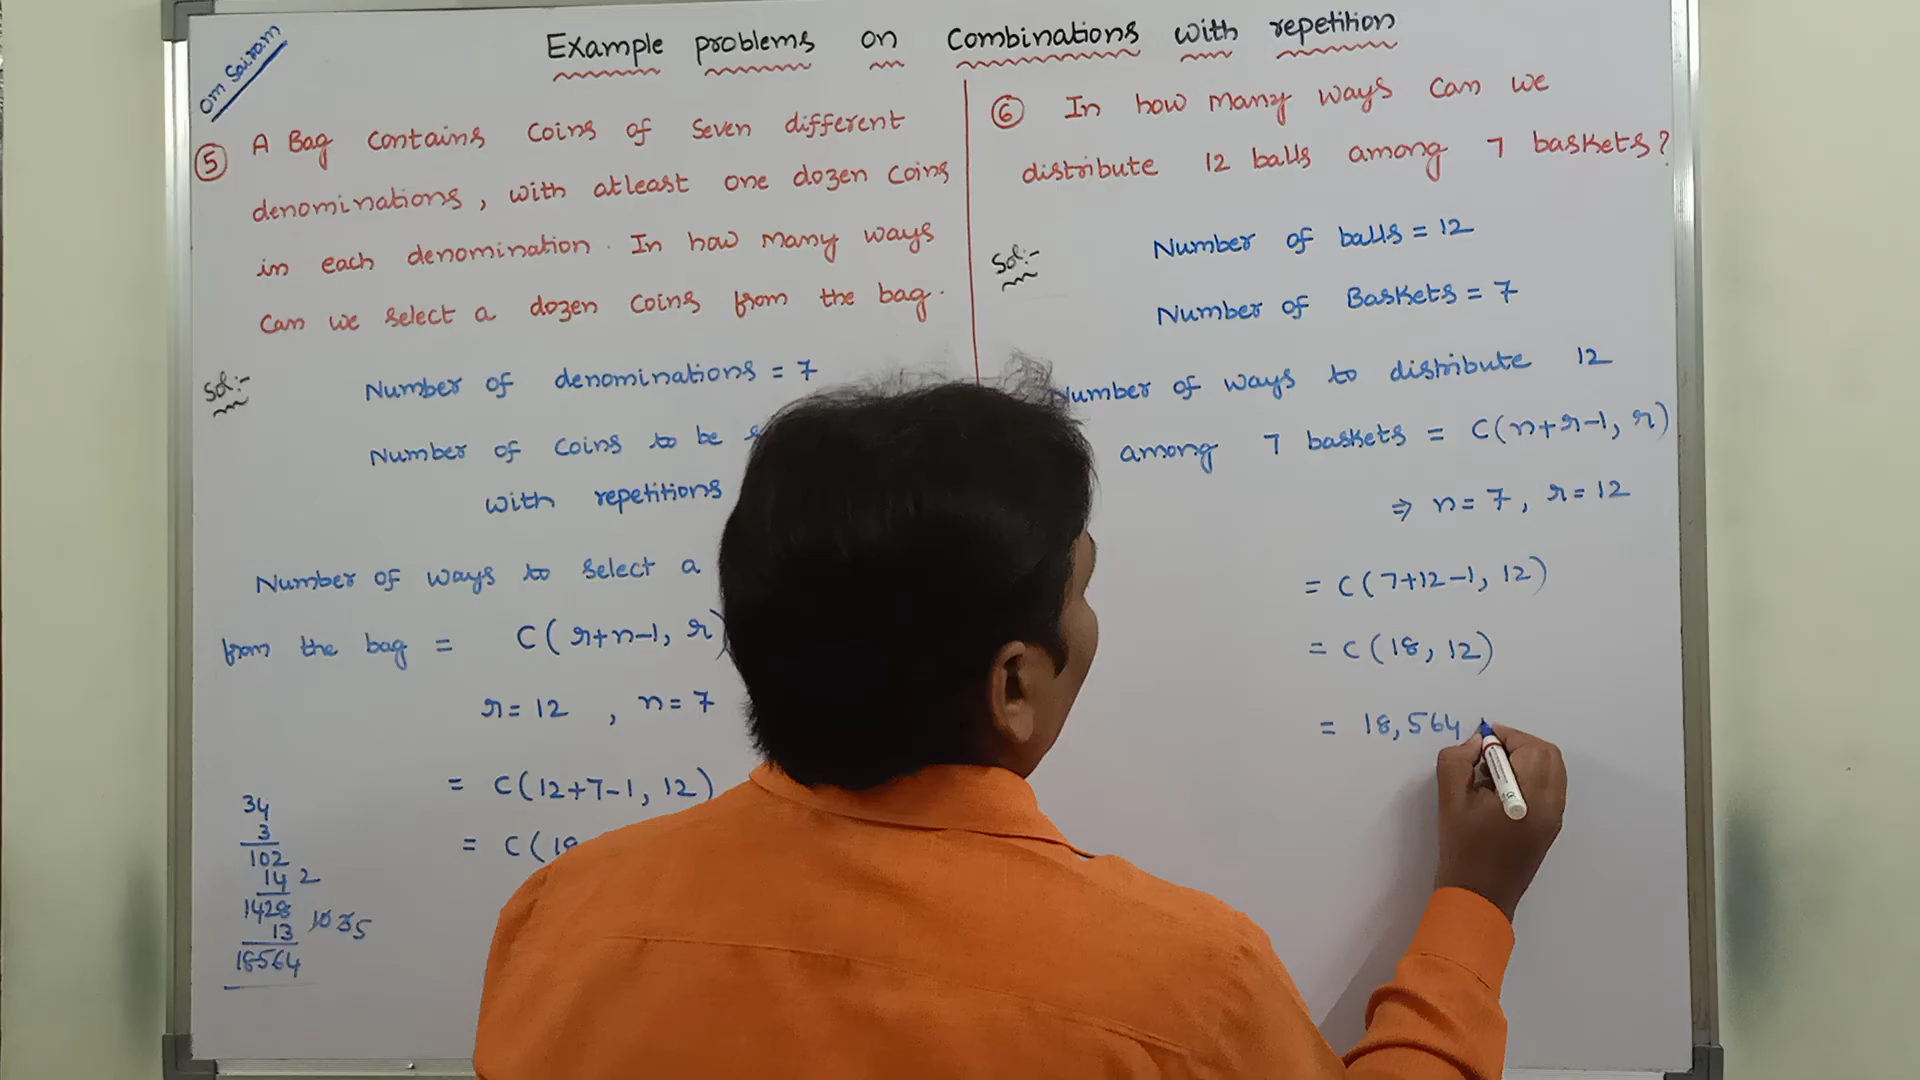 Om Sairam
Example problems on Combinations with repetition
5 A Bag contains Coins of Seven different
denominations, with atleast one dozen Coins
in each denomination. In how many ways
Can we select a dozen Coins from the bag.
Sol:-
Number of denominations = 7
Number of Coins to be
with repetitions
Number of ways to select a
from the bag = C(r+n-1, r)
r=12 , n=7
= C(12+7-1, 12)
= C(18
34
3
102
14 2
1428
13
18564
6 In how many ways Can we
distribute 12 balls among 7 baskets?
Sol:-
Number of balls = 12
Number of Baskets = 7
Number of ways to distribute 12
among 7 baskets = C(n+r-1, r)
⇒ n=7, r=12
= C(7+12-1, 12)
= C(18, 12)
= 18,564